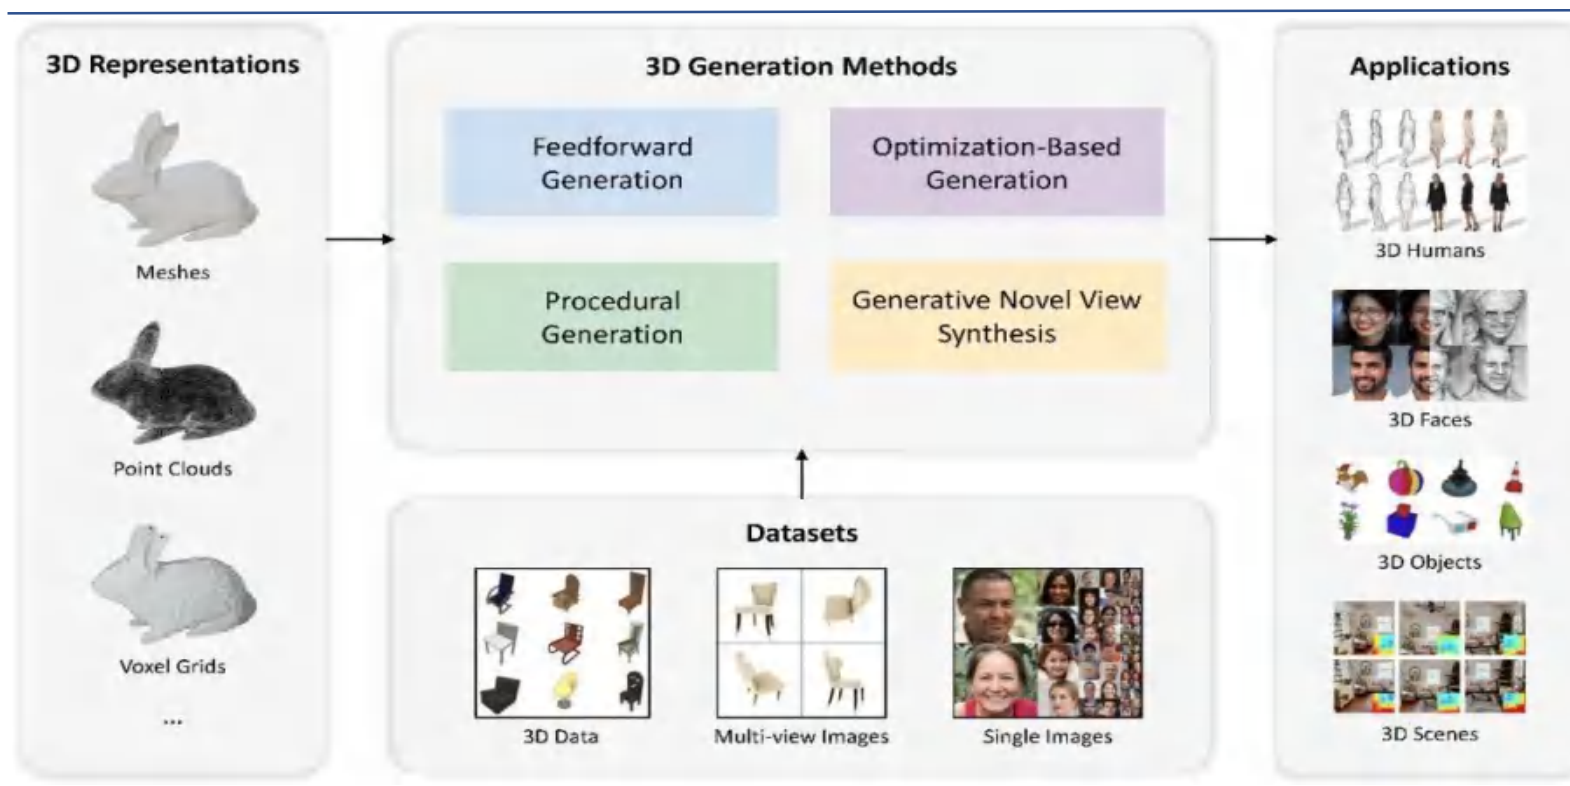 3D Representations
Meshes
Point Clouds
Voxel Grids
...
3D Generation Methods
Feedforward
Generation
Optimization-Based
Generation
Procedural
Generation
Generative Novel View
Synthesis
Datasets
3D Data
Multi-view Images
Single Images
Applications
3D Humans
3D Faces
3D Objects
3D Scenes